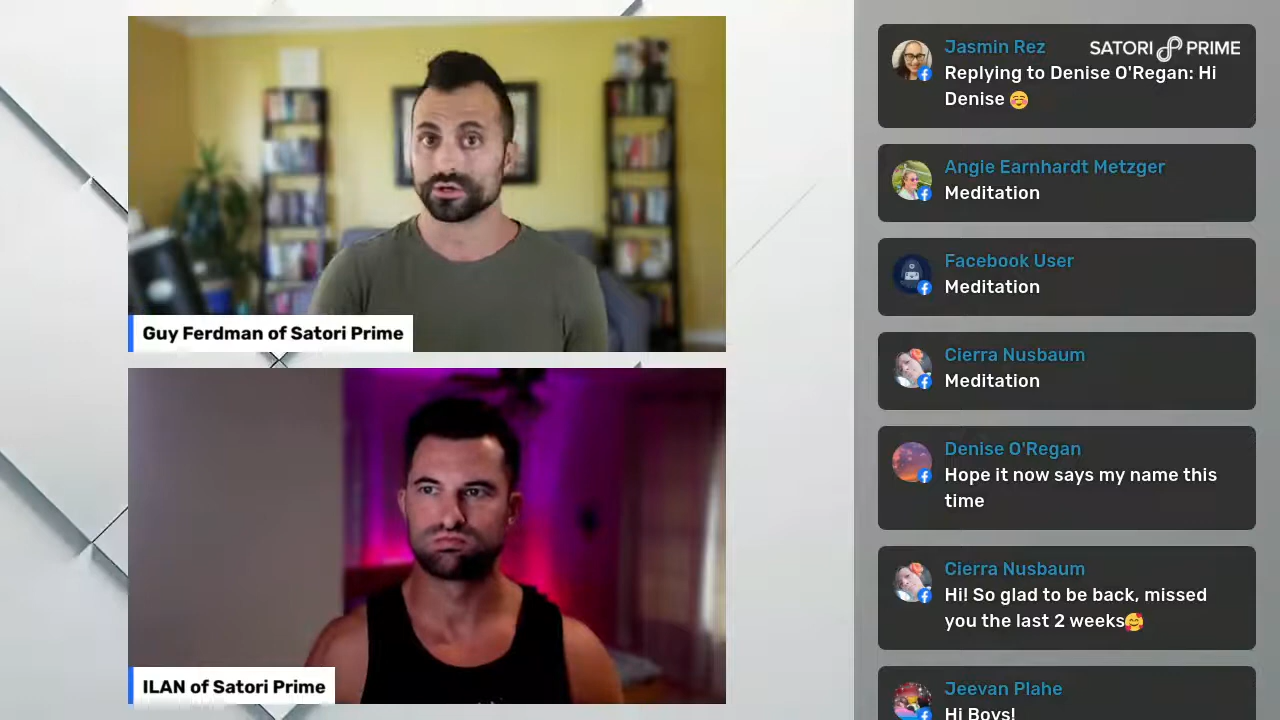 Guy Ferdman of Satori Prime
ILAN of Satori Prime
SATORI PRIME
Jasmin Rez
Replying to Denise O'Regan: Hi
Denise 🥰
Angie Earnhardt Metzger
Meditation
Facebook User
Meditation
Cierra Nusbaum
Meditation
Denise O'Regan
Hope it now says my name this
time
Cierra Nusbaum
Hi! So glad to be back, missed
you the last 2 weeks🥰
Jeevan Plahe
Hi Boys!